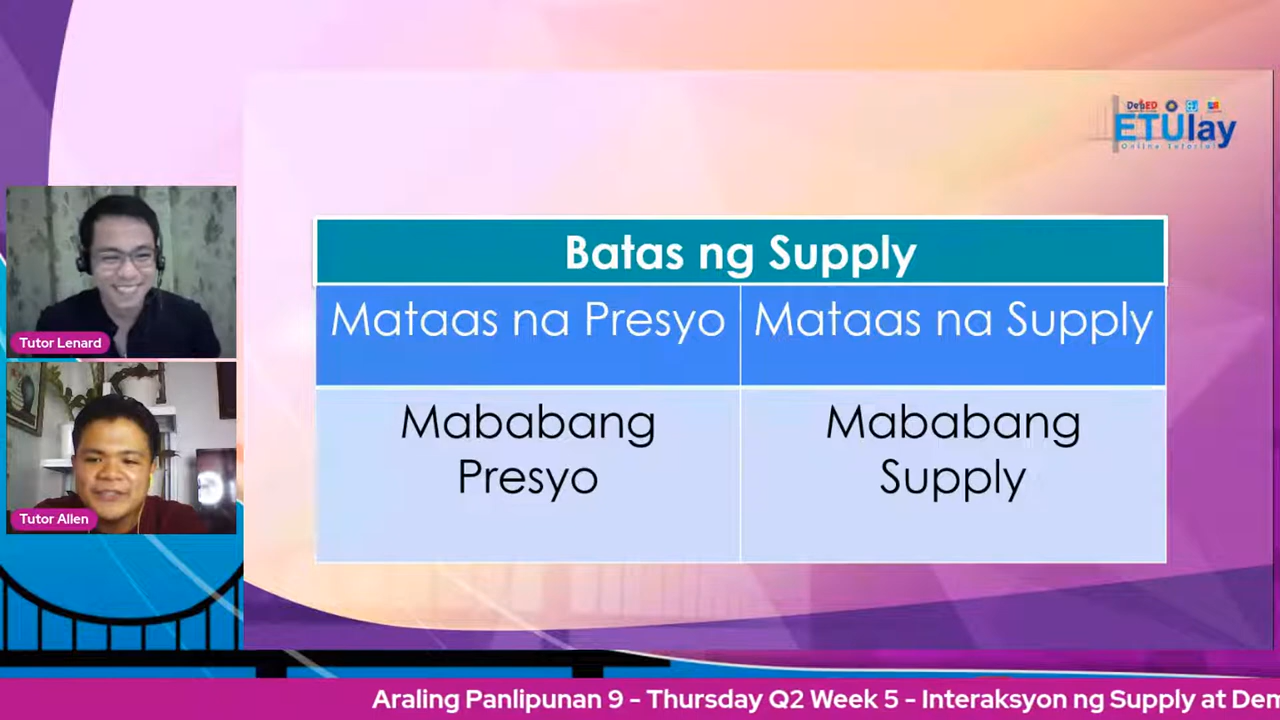 DepED
ETUlay
Online Tutorial
Batas ng Supply
Mataas na Presyo
Mataas na Supply
Mababang
Presyo
Mababang
Supply
Tutor Lenard
Tutor Allen
Araling Panlipunan 9 - Thursday Q2 Week 5 - Interaksyon ng Supply at Dem